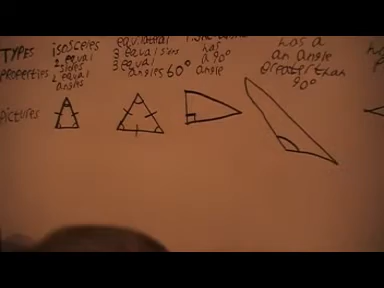 TYPES
properties
pictures
isosceles
2 equal
sides
2 equal
angles
equilateral
3 equal sides
3 equal
angles 60°
has
a 90°
angle
has a
an angle
greater than
90°